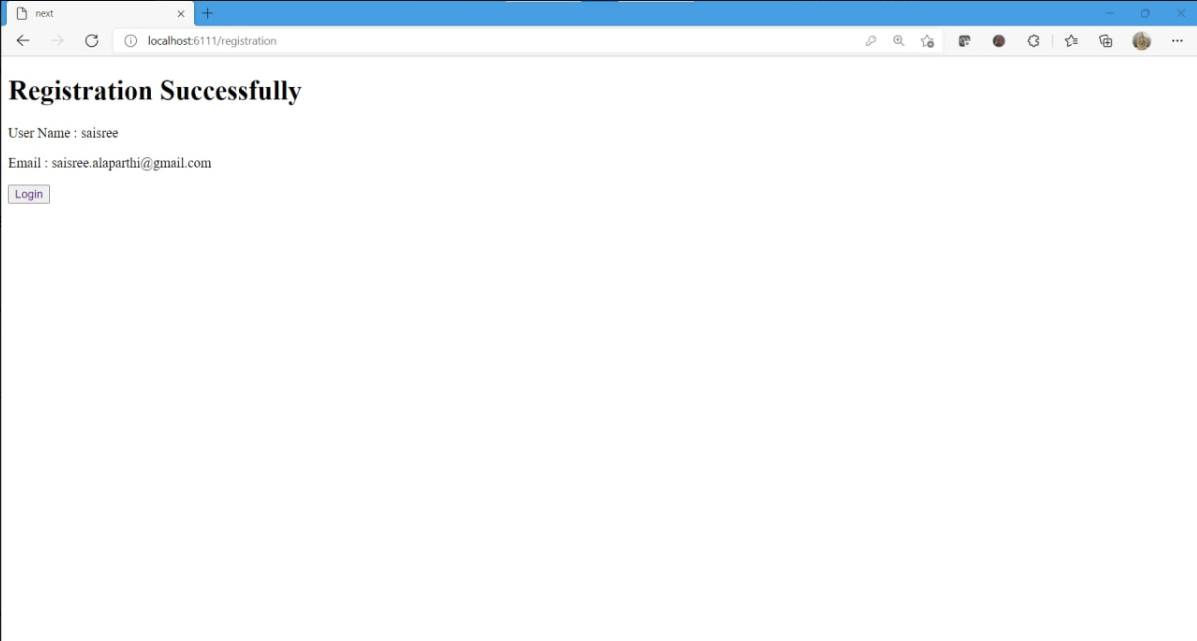 next
localhost:6111/registration
Registration Successfully
User Name : saisree
Email : saisree.alaparthi@gmail.com
Login